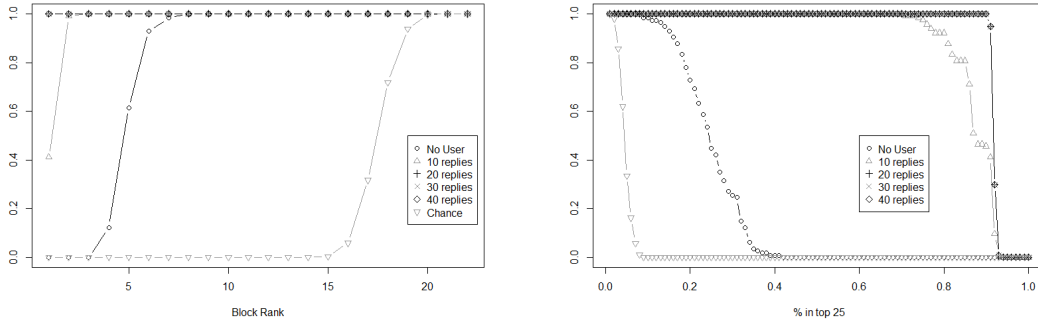 0.0 0.2 0.4 0.6 0.8 1.0
5 10 15 20
Block Rank
No User
10 replies
20 replies
30 replies
40 replies
Chance
0.0 0.2 0.4 0.6 0.8 1.0
0.0 0.2 0.4 0.6 0.8 1.0
% in top 25
No User
10 replies
20 replies
30 replies
40 replies